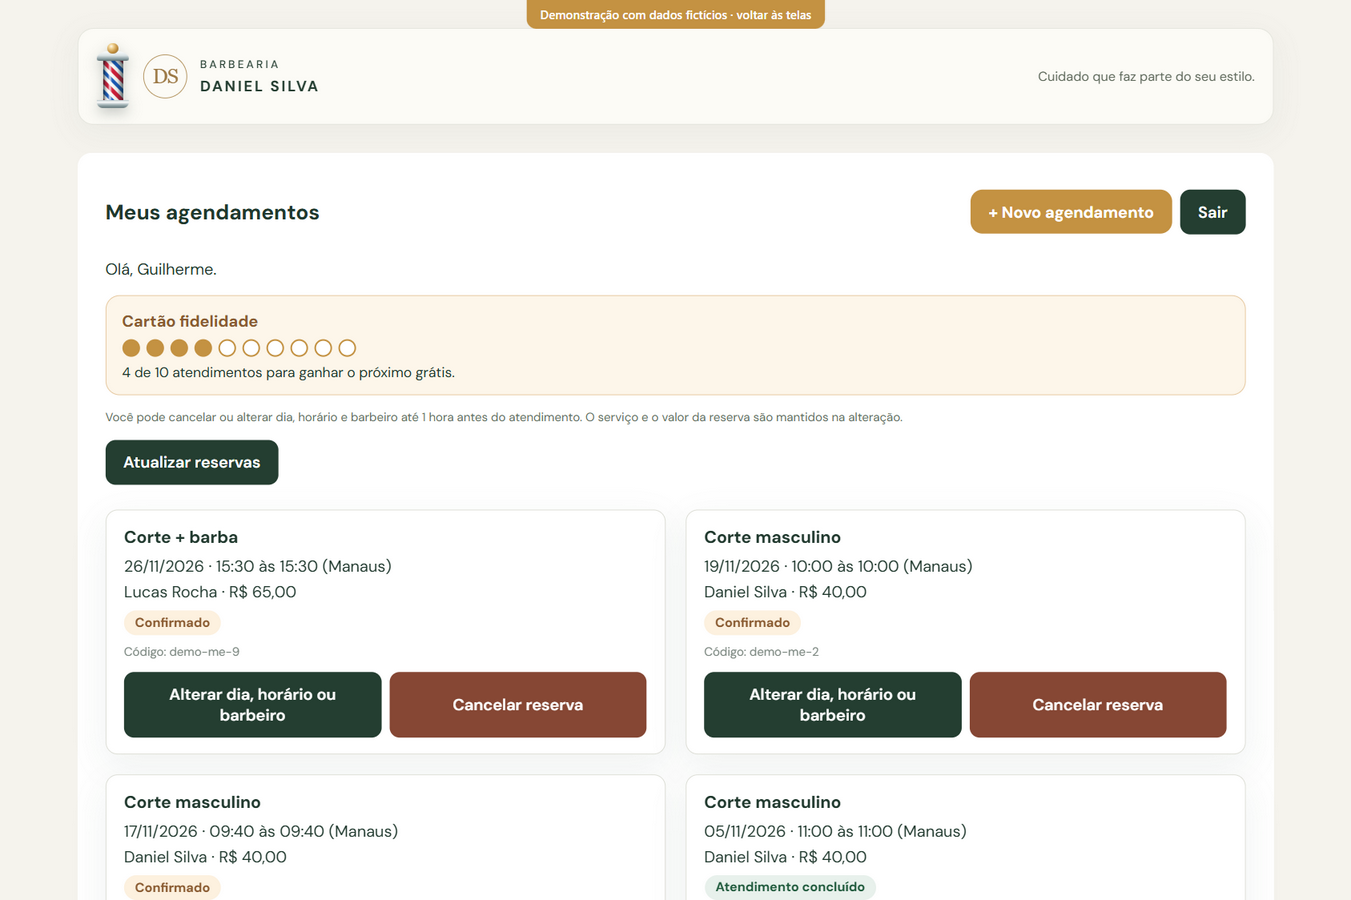 Demonstração com dados fictícios · voltar às telas
DS
BARBEARIA
DANIEL SILVA
Cuidado que faz parte do seu estilo.
Meus agendamentos
+ Novo agendamento
Sair
Olá, Guilherme.
Cartão fidelidade
4 de 10 atendimentos para ganhar o próximo grátis.
Você pode cancelar ou alterar dia, horário e barbeiro até 1 hora antes do atendimento. O serviço e o valor da reserva são mantidos na alteração.
Atualizar reservas
Corte + barba
26/11/2026 · 15:30 às 15:30 (Manaus)
Lucas Rocha · R$ 65,00
Confirmado
Código: demo-me-9
Alterar dia, horário ou
barbeiro
Cancelar reserva
Corte masculino
19/11/2026 · 10:00 às 10:00 (Manaus)
Daniel Silva · R$ 40,00
Confirmado
Código: demo-me-2
Alterar dia, horário ou
barbeiro
Cancelar reserva
Corte masculino
17/11/2026 · 09:40 às 09:40 (Manaus)
Daniel Silva · R$ 40,00
Confirmado
Corte masculino
05/11/2026 · 11:00 às 11:00 (Manaus)
Daniel Silva · R$ 40,00
Atendimento concluído